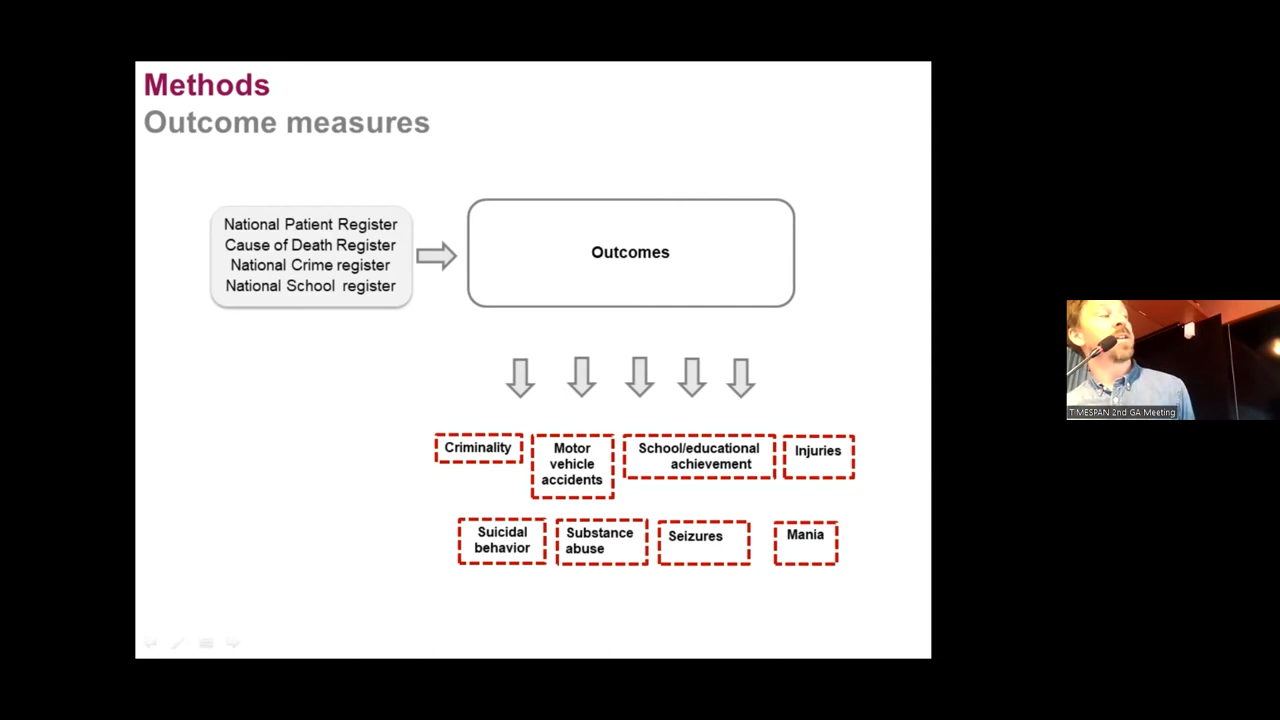 Methods
Outcome measures
National Patient Register
Cause of Death Register
National Crime register
National School register
Outcomes
Criminality
Motor
vehicle
accidents
School/educational
achievement
Injuries
Suicidal
behavior
Substance
abuse
Seizures
Mania
TIMESPAN 2nd GA Meeting